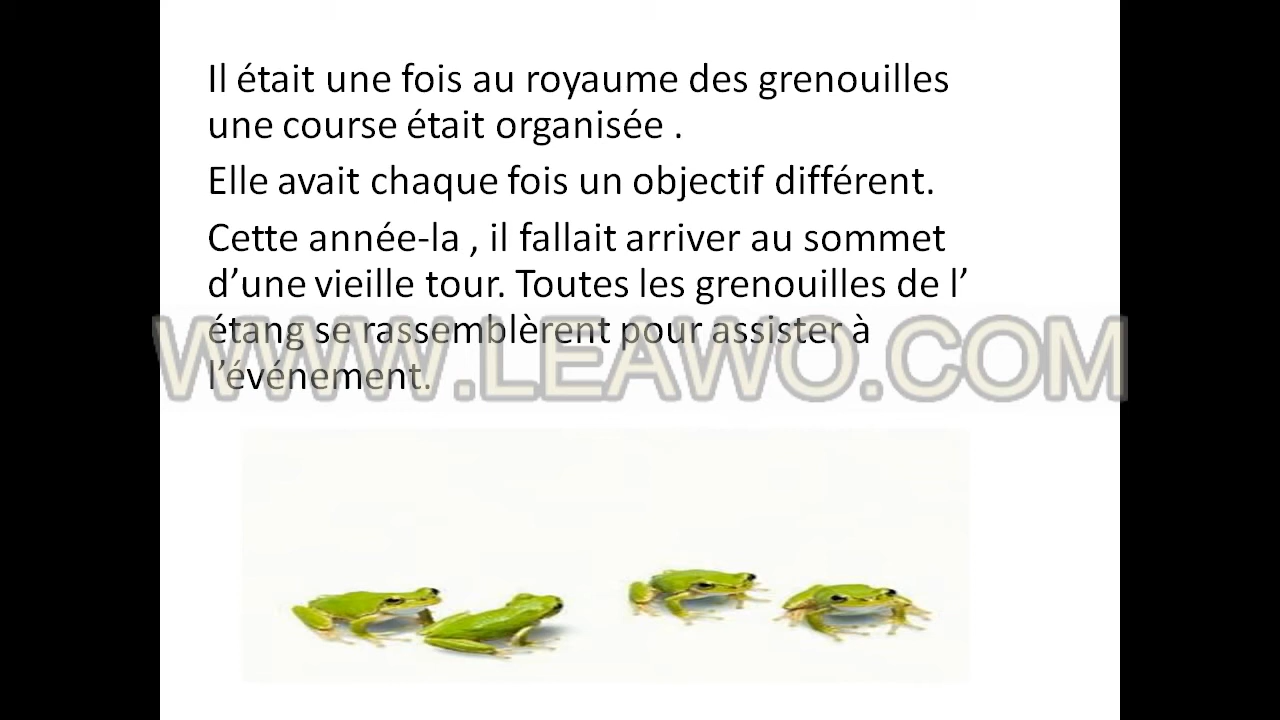 Il était une fois au royaume des grenouilles
une course était organisée .
Elle avait chaque fois un objectif différent.
Cette année-la , il fallait arriver au sommet
d’une vieille tour. Toutes les grenouilles de l’
étang se rassemblèrent pour assister à
l’événement.
WWW.LEAWO.COM